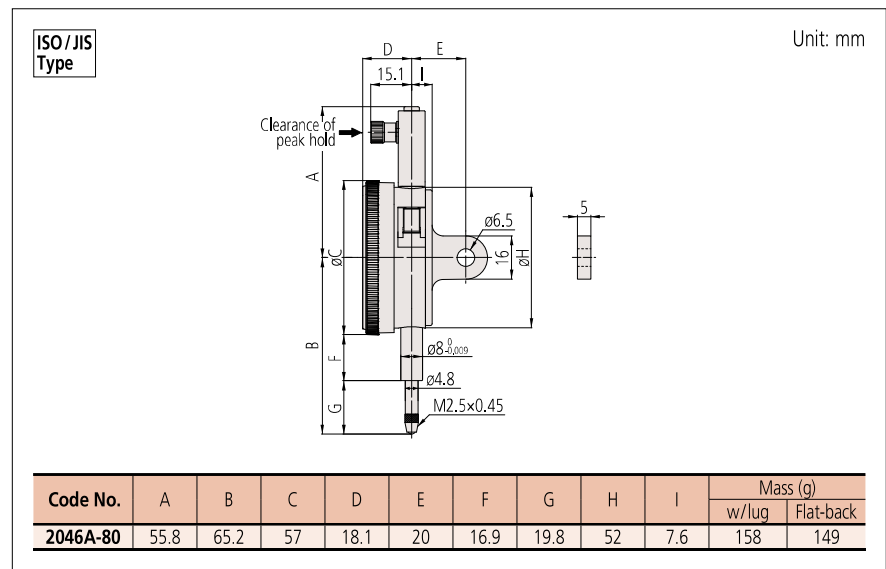 ISO/JIS
Type
Unit: mm
D
E
15.1
I
Clearance of
peak hold
A
5
ø6.5
øC
16
øH
B
F
ø8 0 -0.009
ø4.8
G
M2.5×0.45
Code No. A B C D E F G H I Mass (g)
w/lug Flat-back
2046A-80 55.8 65.2 57 18.1 20 16.9 19.8 52 7.6 158 149